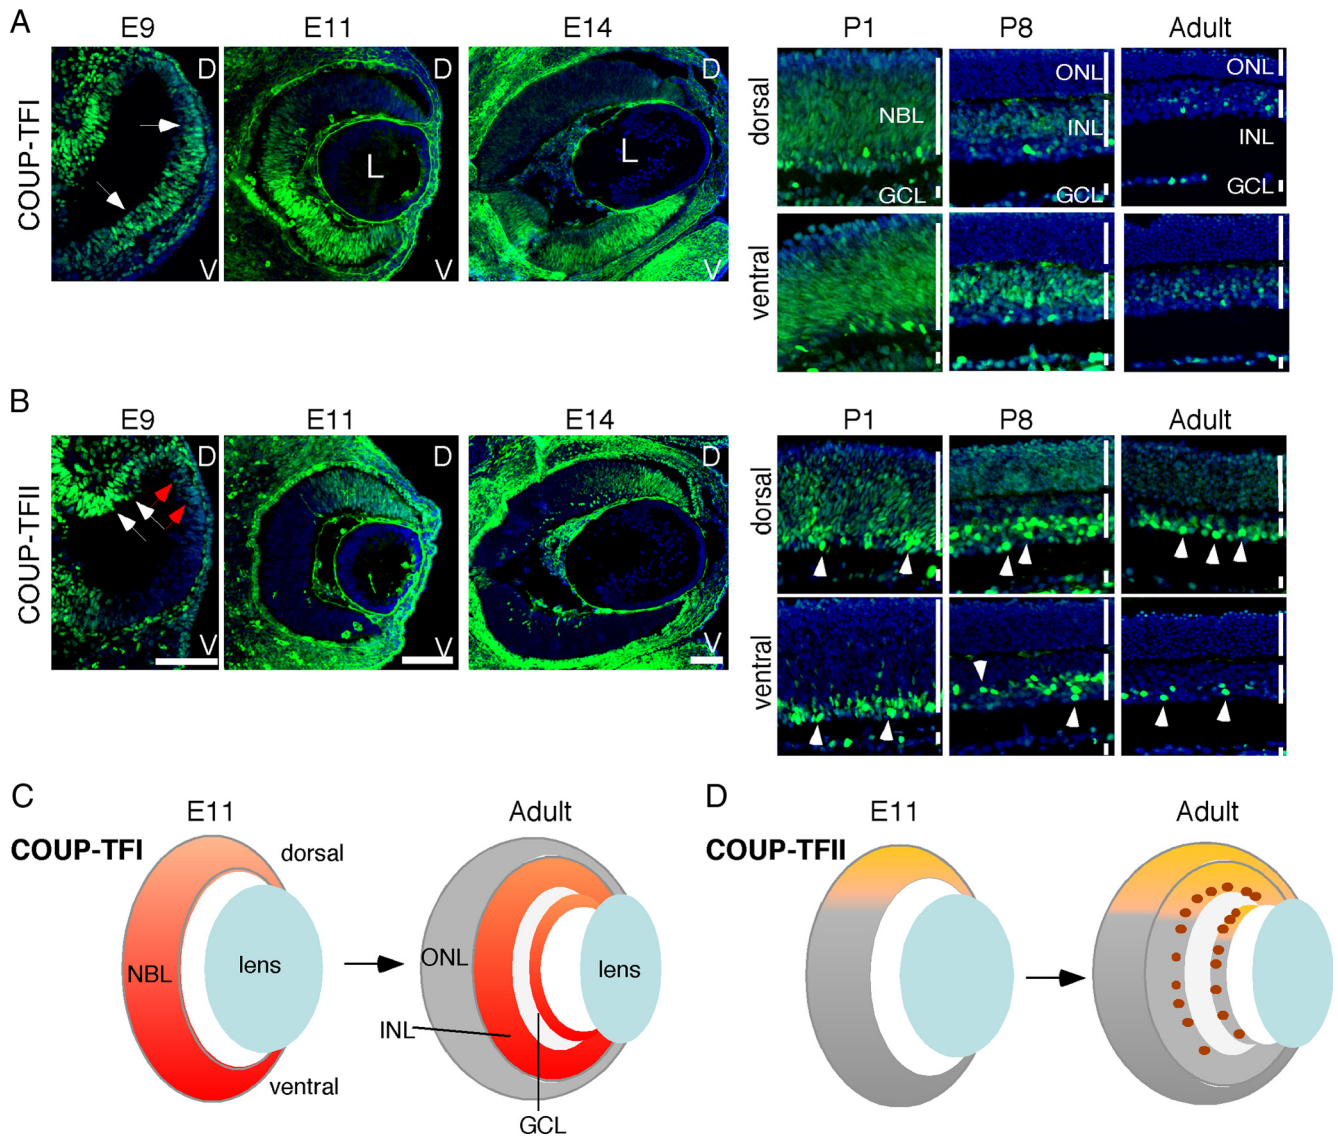 A
E9
E11
E14
P1
P8
Adult
COUP-TFI
D
V
D
L
V
D
L
V
dorsal
NBL
GCL
ONL
INL
GCL
ONL
INL
GCL
ventral
B
E9
E11
E14
P1
P8
Adult
COUP-TFII
D
V
D
V
D
V
dorsal
ventral
C
E11
Adult
COUP-TFI
dorsal
NBL
lens
ventral
ONL
lens
INL
GCL
D
E11
Adult
COUP-TFII